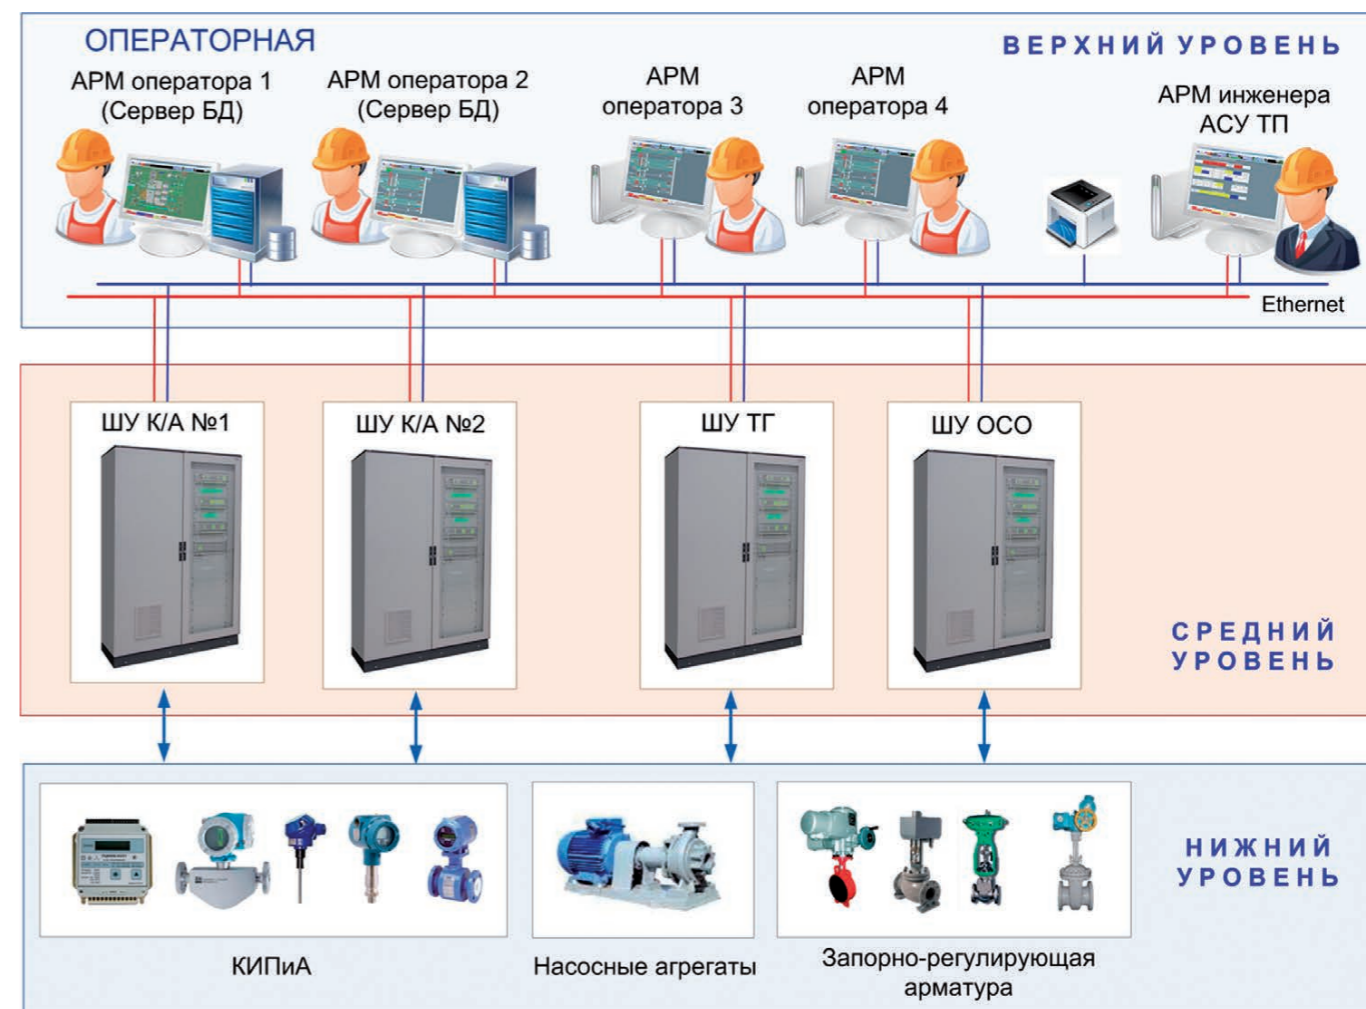 ОПЕРАТОРНАЯ
ВЕРХНИЙ УРОВЕНЬ
АРМ оператора 1
(Сервер БД)
АРМ оператора 2
(Сервер БД)
АРМ
оператора 3
АРМ
оператора 4
АРМ инженера
АСУ ТП
Ethernet
ШУ К/А №1
ШУ К/А №2
ШУ ТГ
ШУ ОСО
СРЕДНИЙ
УРОВЕНЬ
НИЖНИЙ
УРОВЕНЬ
КИПиА
Насосные агрегаты
Запорно-регулирующая
арматура